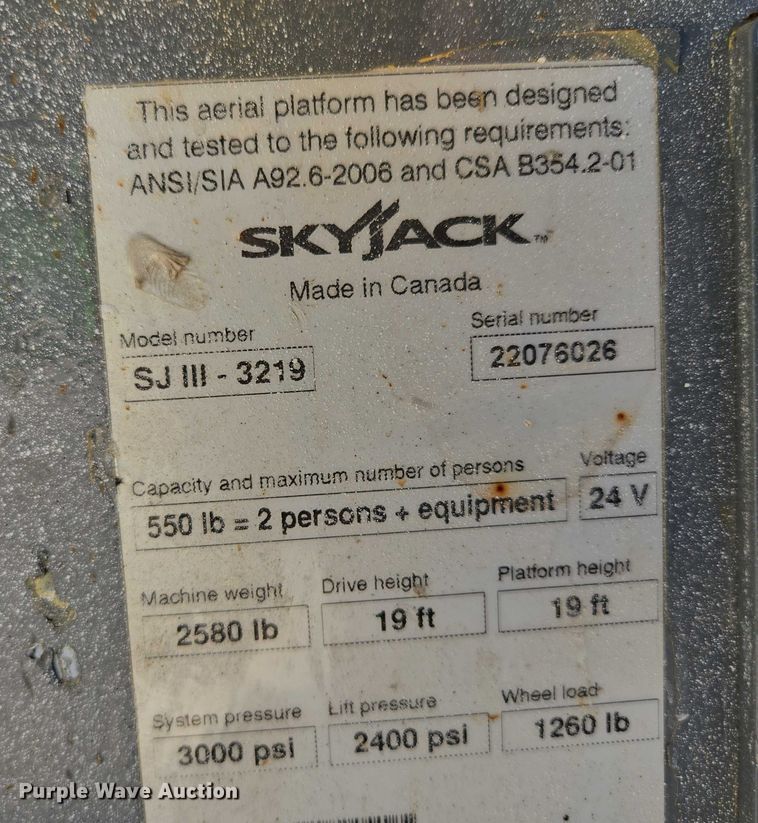 This aerial platform has been designed
and tested to the following requirements:
ANSI/SIA A92.6-2006 and CSA B354.2-01
SKYJACK™
Made in Canada
Model number Serial number
SJ III - 3219 22076026
Capacity and maximum number of persons Voltage
550 lb = 2 persons + equipment 24 V
Machine weight Drive height Platform height
2580 lb 19 ft 19 ft
System pressure Lift pressure Wheel load
3000 psi 2400 psi 1260 lb
Purple Wave Auction